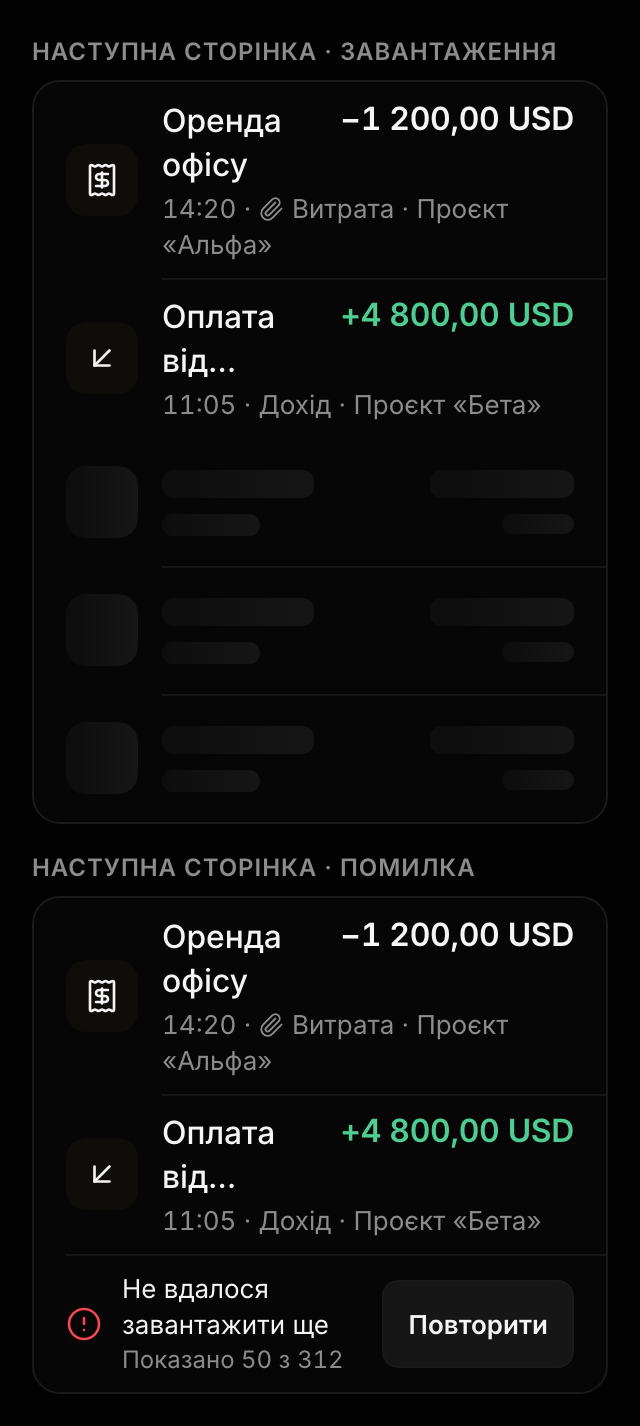 НАСТУПНА СТОРІНКА · ЗАВАНТАЖЕННЯ
Оренда офісу
−1 200,00 USD
14:20 · Витрата · Проєкт
«Альфа»
Оплата від…
+4 800,00 USD
11:05 · Дохід · Проєкт «Бета»
НАСТУПНА СТОРІНКА · ПОМИЛКА
Оренда офісу
−1 200,00 USD
14:20 · Витрата · Проєкт
«Альфа»
Оплата від…
+4 800,00 USD
11:05 · Дохід · Проєкт «Бета»
Не вдалося
завантажити ще
Показано 50 з 312
Повторити